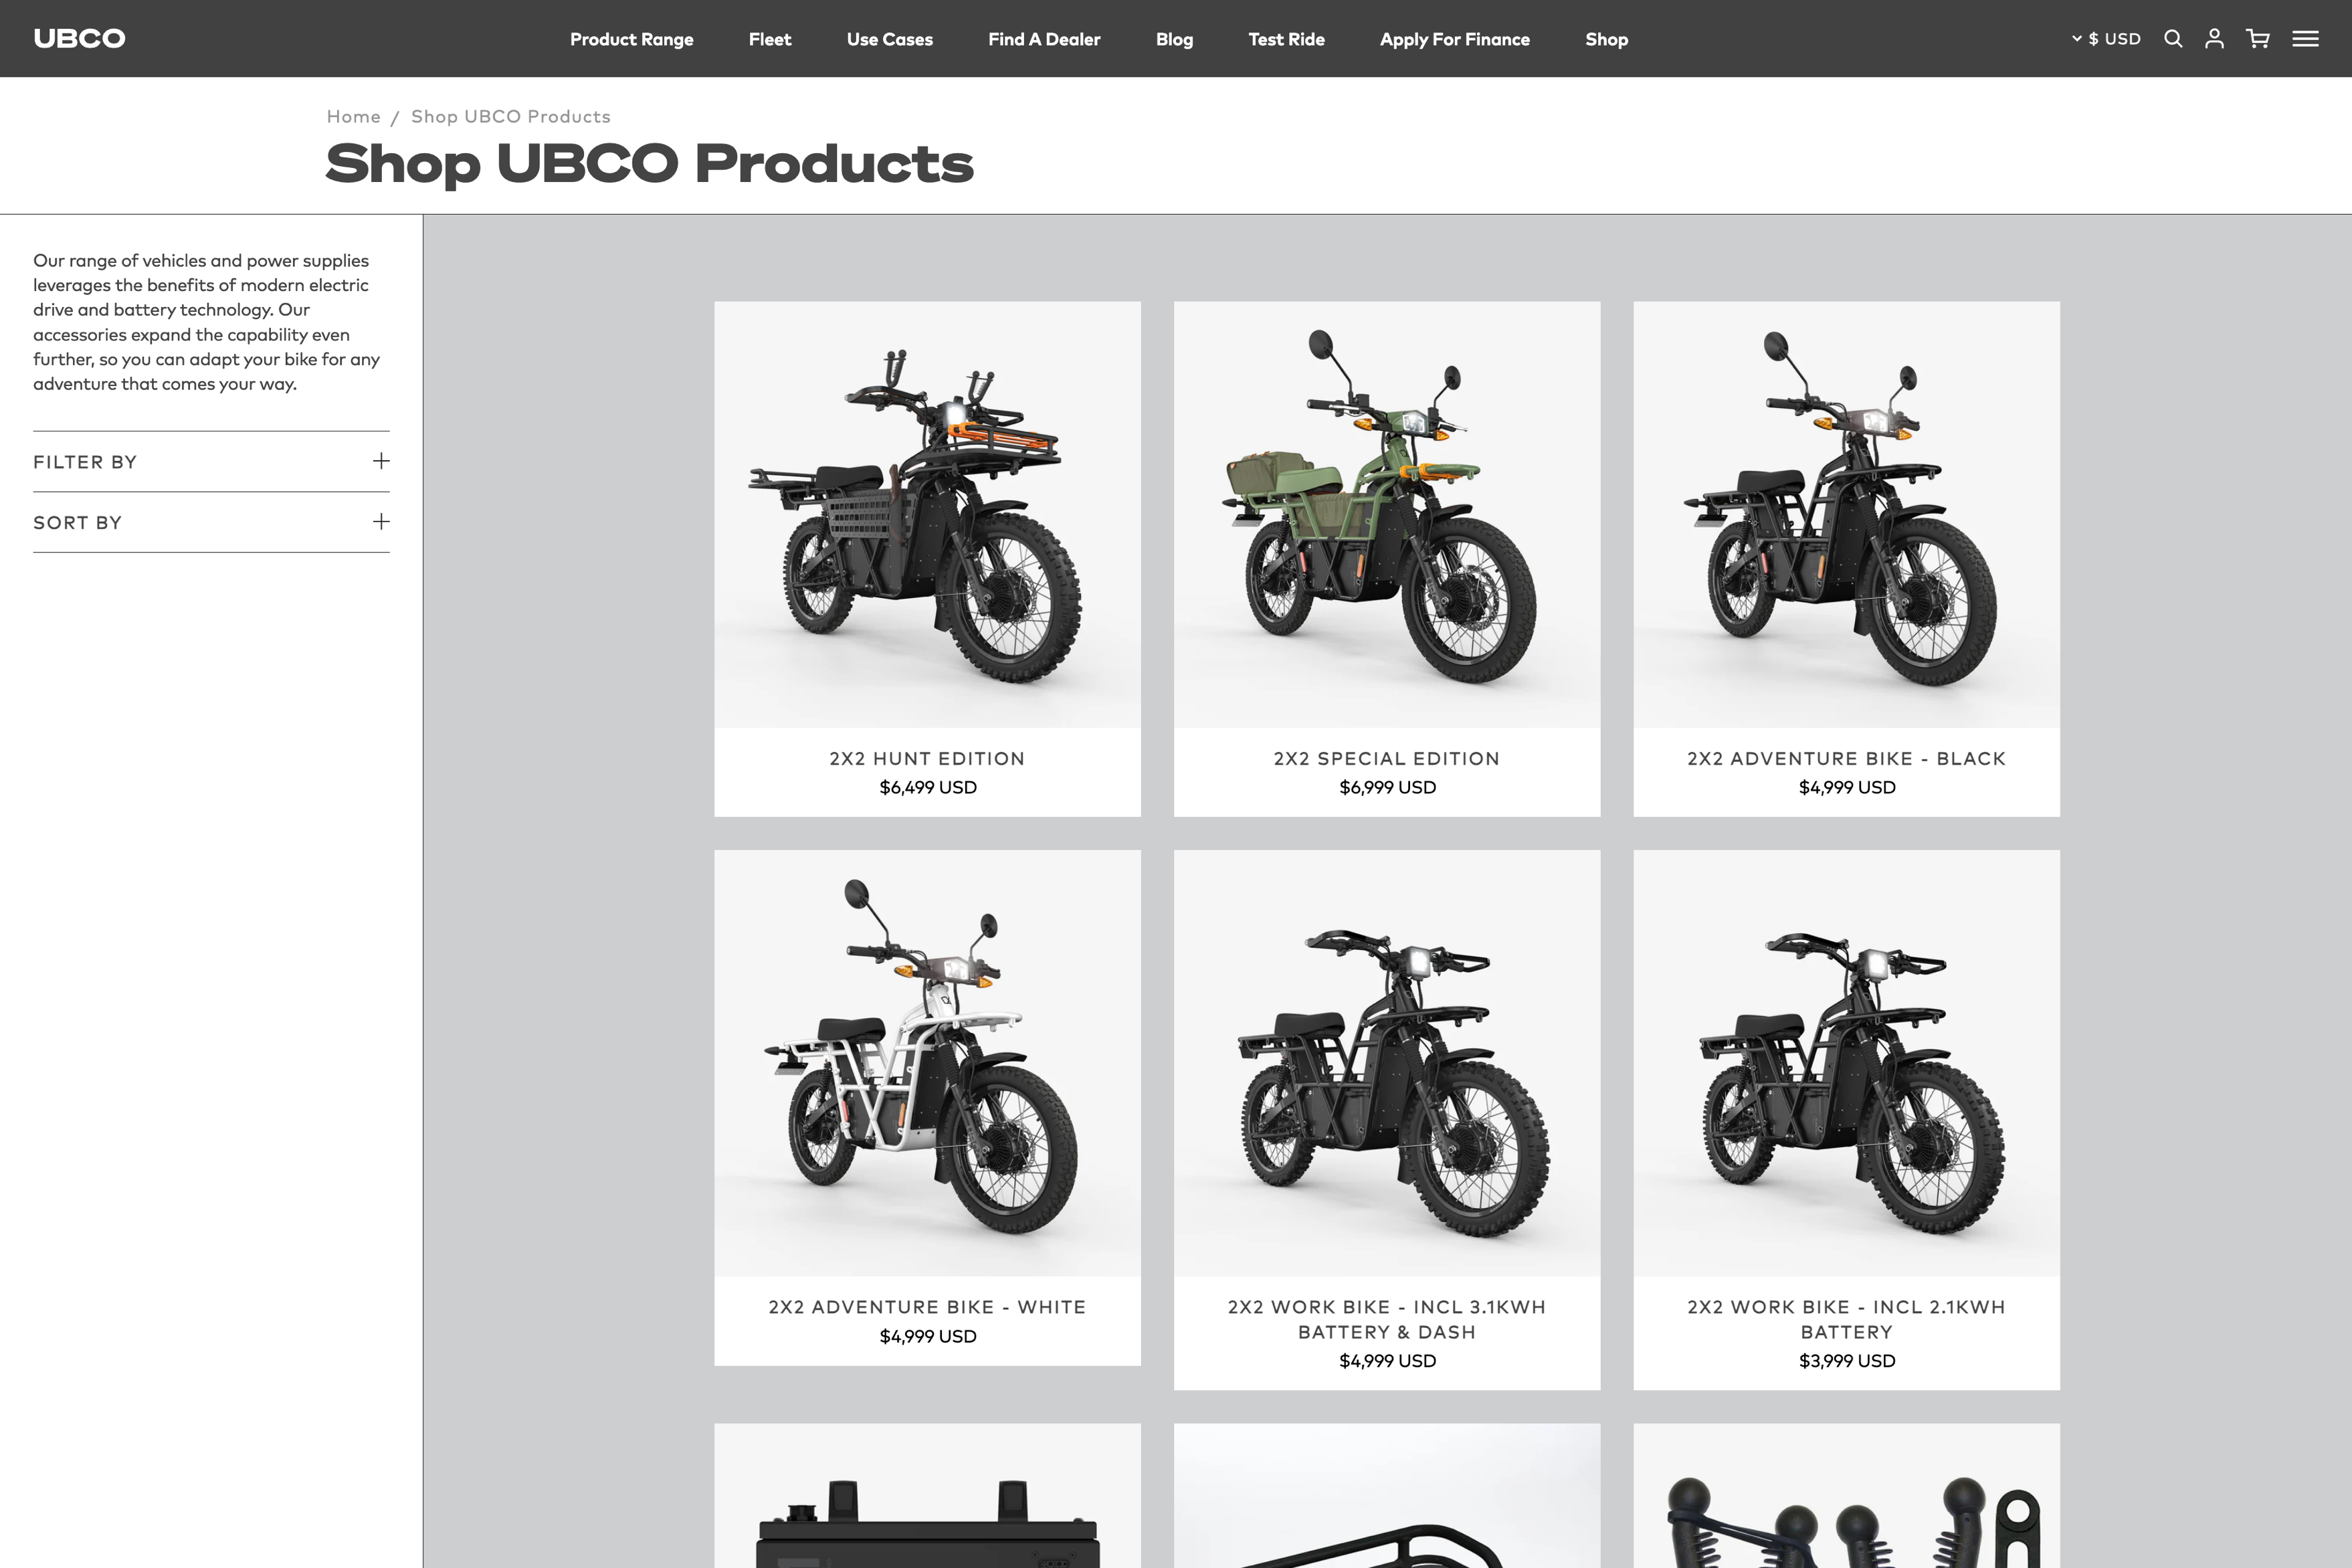 UBCO
Product Range
Fleet
Use Cases
Find A Dealer
Blog
Test Ride
Apply For Finance
Shop
$ USD
Home / Shop UBCO Products
Shop UBCO Products
Our range of vehicles and power supplies
leverages the benefits of modern electric
drive and battery technology. Our
accessories expand the capability even
further, so you can adapt your bike for any
adventure that comes your way.
FILTER BY
SORT BY
2X2 HUNT EDITION
$6,499 USD
2X2 SPECIAL EDITION
$6,999 USD
2X2 ADVENTURE BIKE - BLACK
$4,999 USD
2X2 ADVENTURE BIKE - WHITE
$4,999 USD
2X2 WORK BIKE - INCL 3.1KWH
BATTERY & DASH
$4,999 USD
2X2 WORK BIKE - INCL 2.1KWH
BATTERY
$3,999 USD